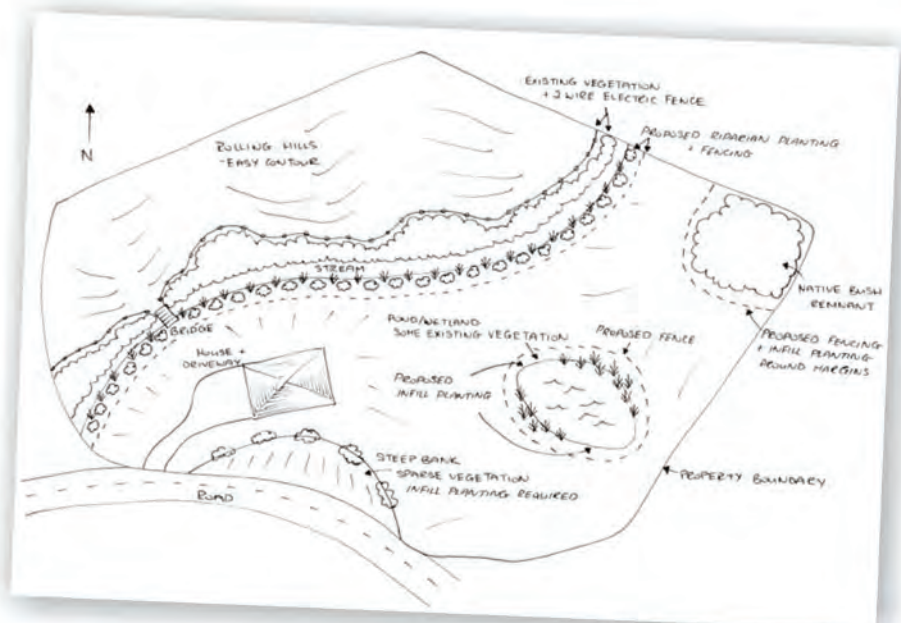 EXISTING VEGETATION
+ 2 WIRE ELECTRIC FENCE
PROPOSED RIPARIAN PLANTING
+ FENCING
N
ROLLING HILLS
-EASY CONTOUR
STREAM
NATIVE BUSH
REMNANT
BRIDGE
POND/WETLAND
SOME EXISTING VEGETATION
PROPOSED FENCE
PROPOSED FENCING
+ INFILL PLANTING
AROUND MARGINS
HOUSE +
DRIVEWAY
PROPOSED
INFILL PLANTING
STEEP BANK
SPARSE VEGETATION
INFILL PLANTING REQUIRED
PROPERTY BOUNDARY
ROAD